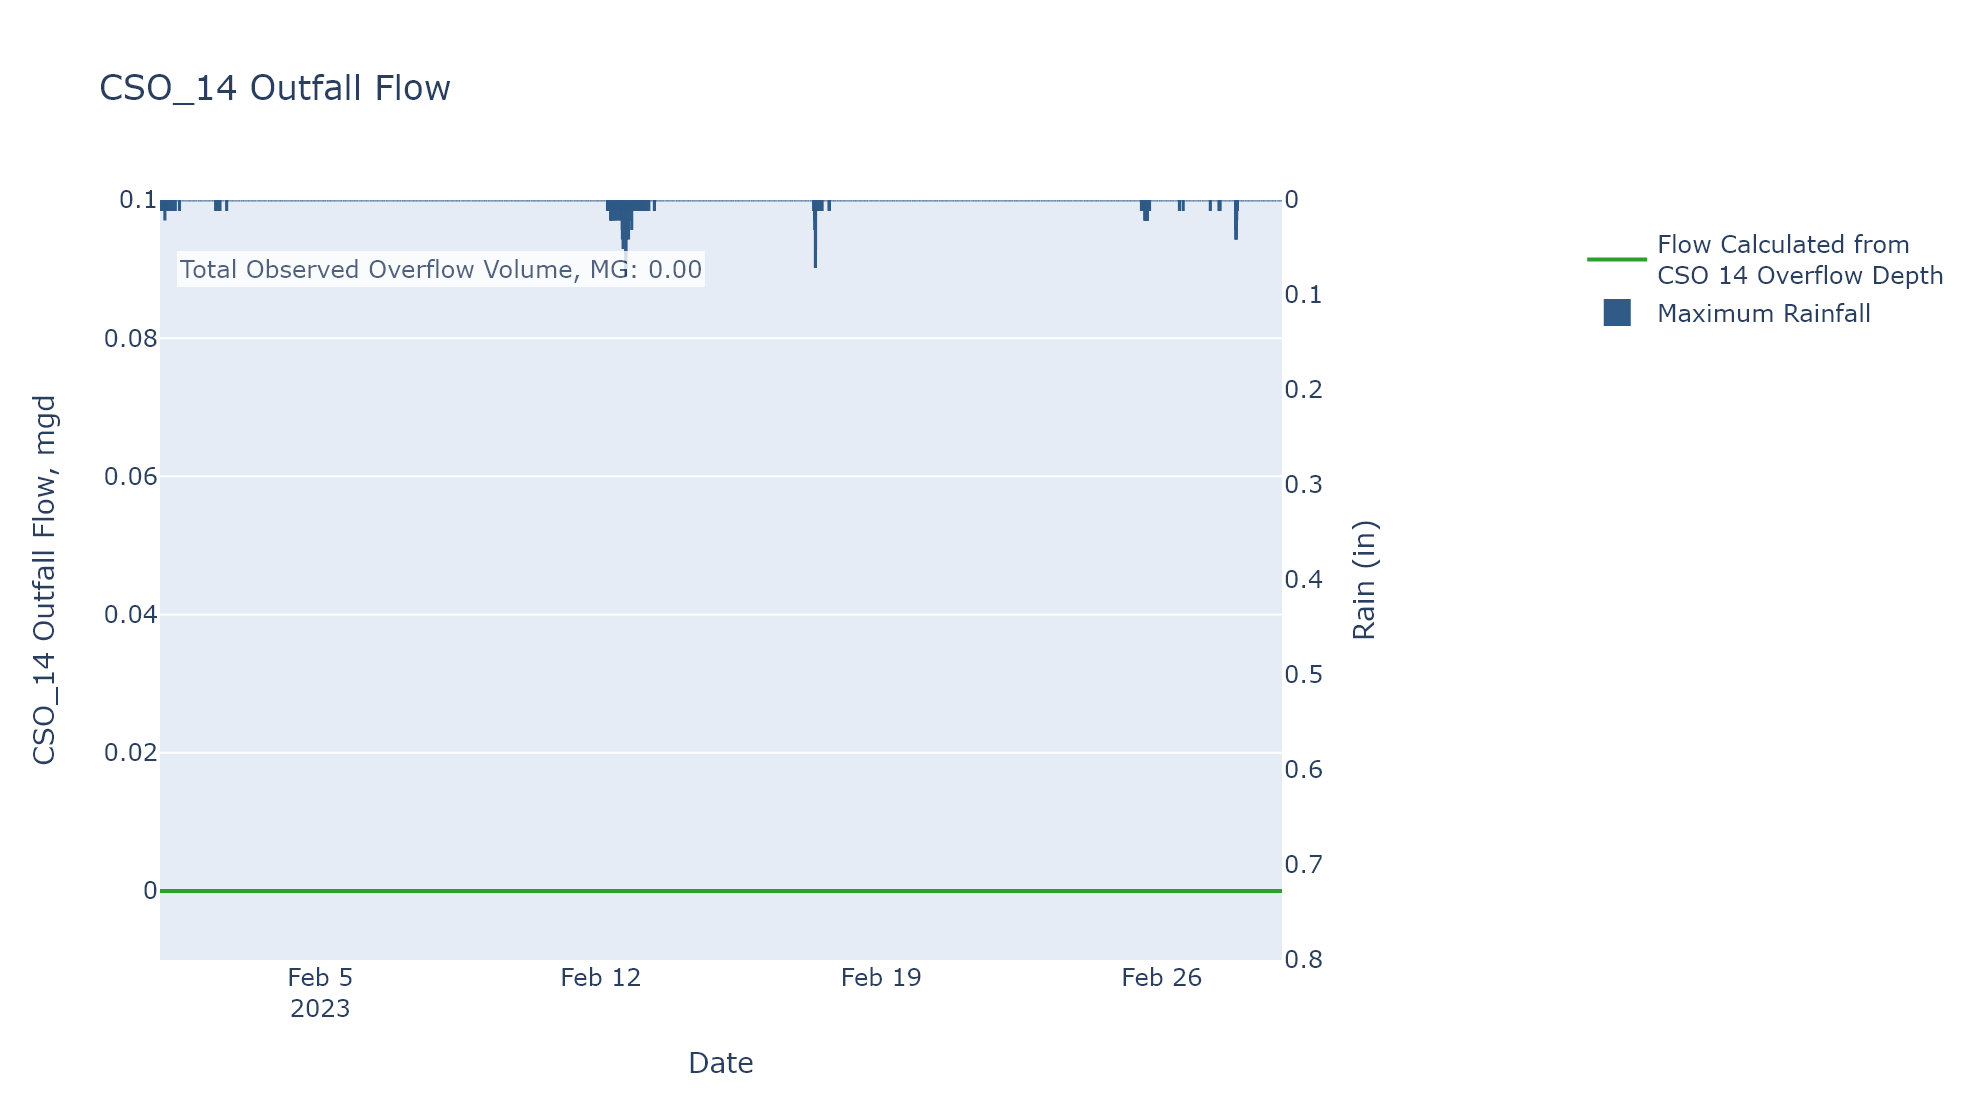 CSO_14 Outfall Flow
0.1
0.08
0.06
0.04
0.02
0
CSO_14 Outfall Flow, mgd
Total Observed Overflow Volume, MG: 0.00
0
0.1
0.2
0.3
0.4
0.5
0.6
0.7
0.8
Rain (in)
Flow Calculated from
CSO 14 Overflow Depth
Maximum Rainfall
Feb 5
2023
Feb 12
Feb 19
Feb 26
Date